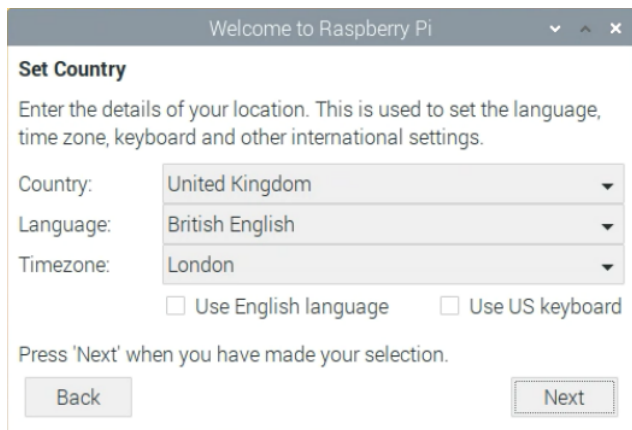 Welcome to Raspberry Pi
Set Country
Enter the details of your location. This is used to set the language,
time zone, keyboard and other international settings.
Country: United Kingdom
Language: British English
Timezone: London
Use English language Use US keyboard
Press 'Next' when you have made your selection.
Back Next